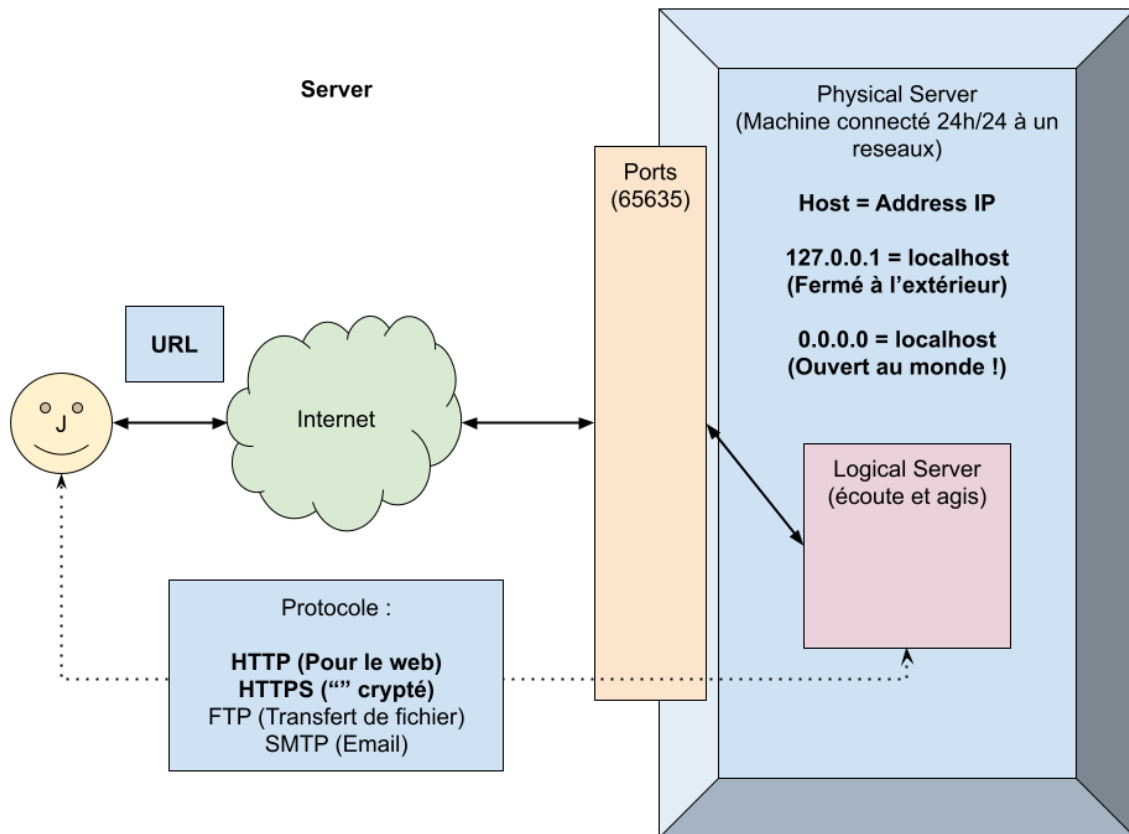 Server
Physical Server
(Machine connecté 24h/24 à un
reseaux)
Host = Address IP
127.0.0.1 = localhost
(Fermé à l’extérieur)
0.0.0.0 = localhost
(Ouvert au monde !)
Ports
(65635)
URL
J
Internet
Logical Server
(écoute et agis)
Protocole :
HTTP (Pour le web)
HTTPS (“” crypté)
FTP (Transfert de fichier)
SMTP (Email)